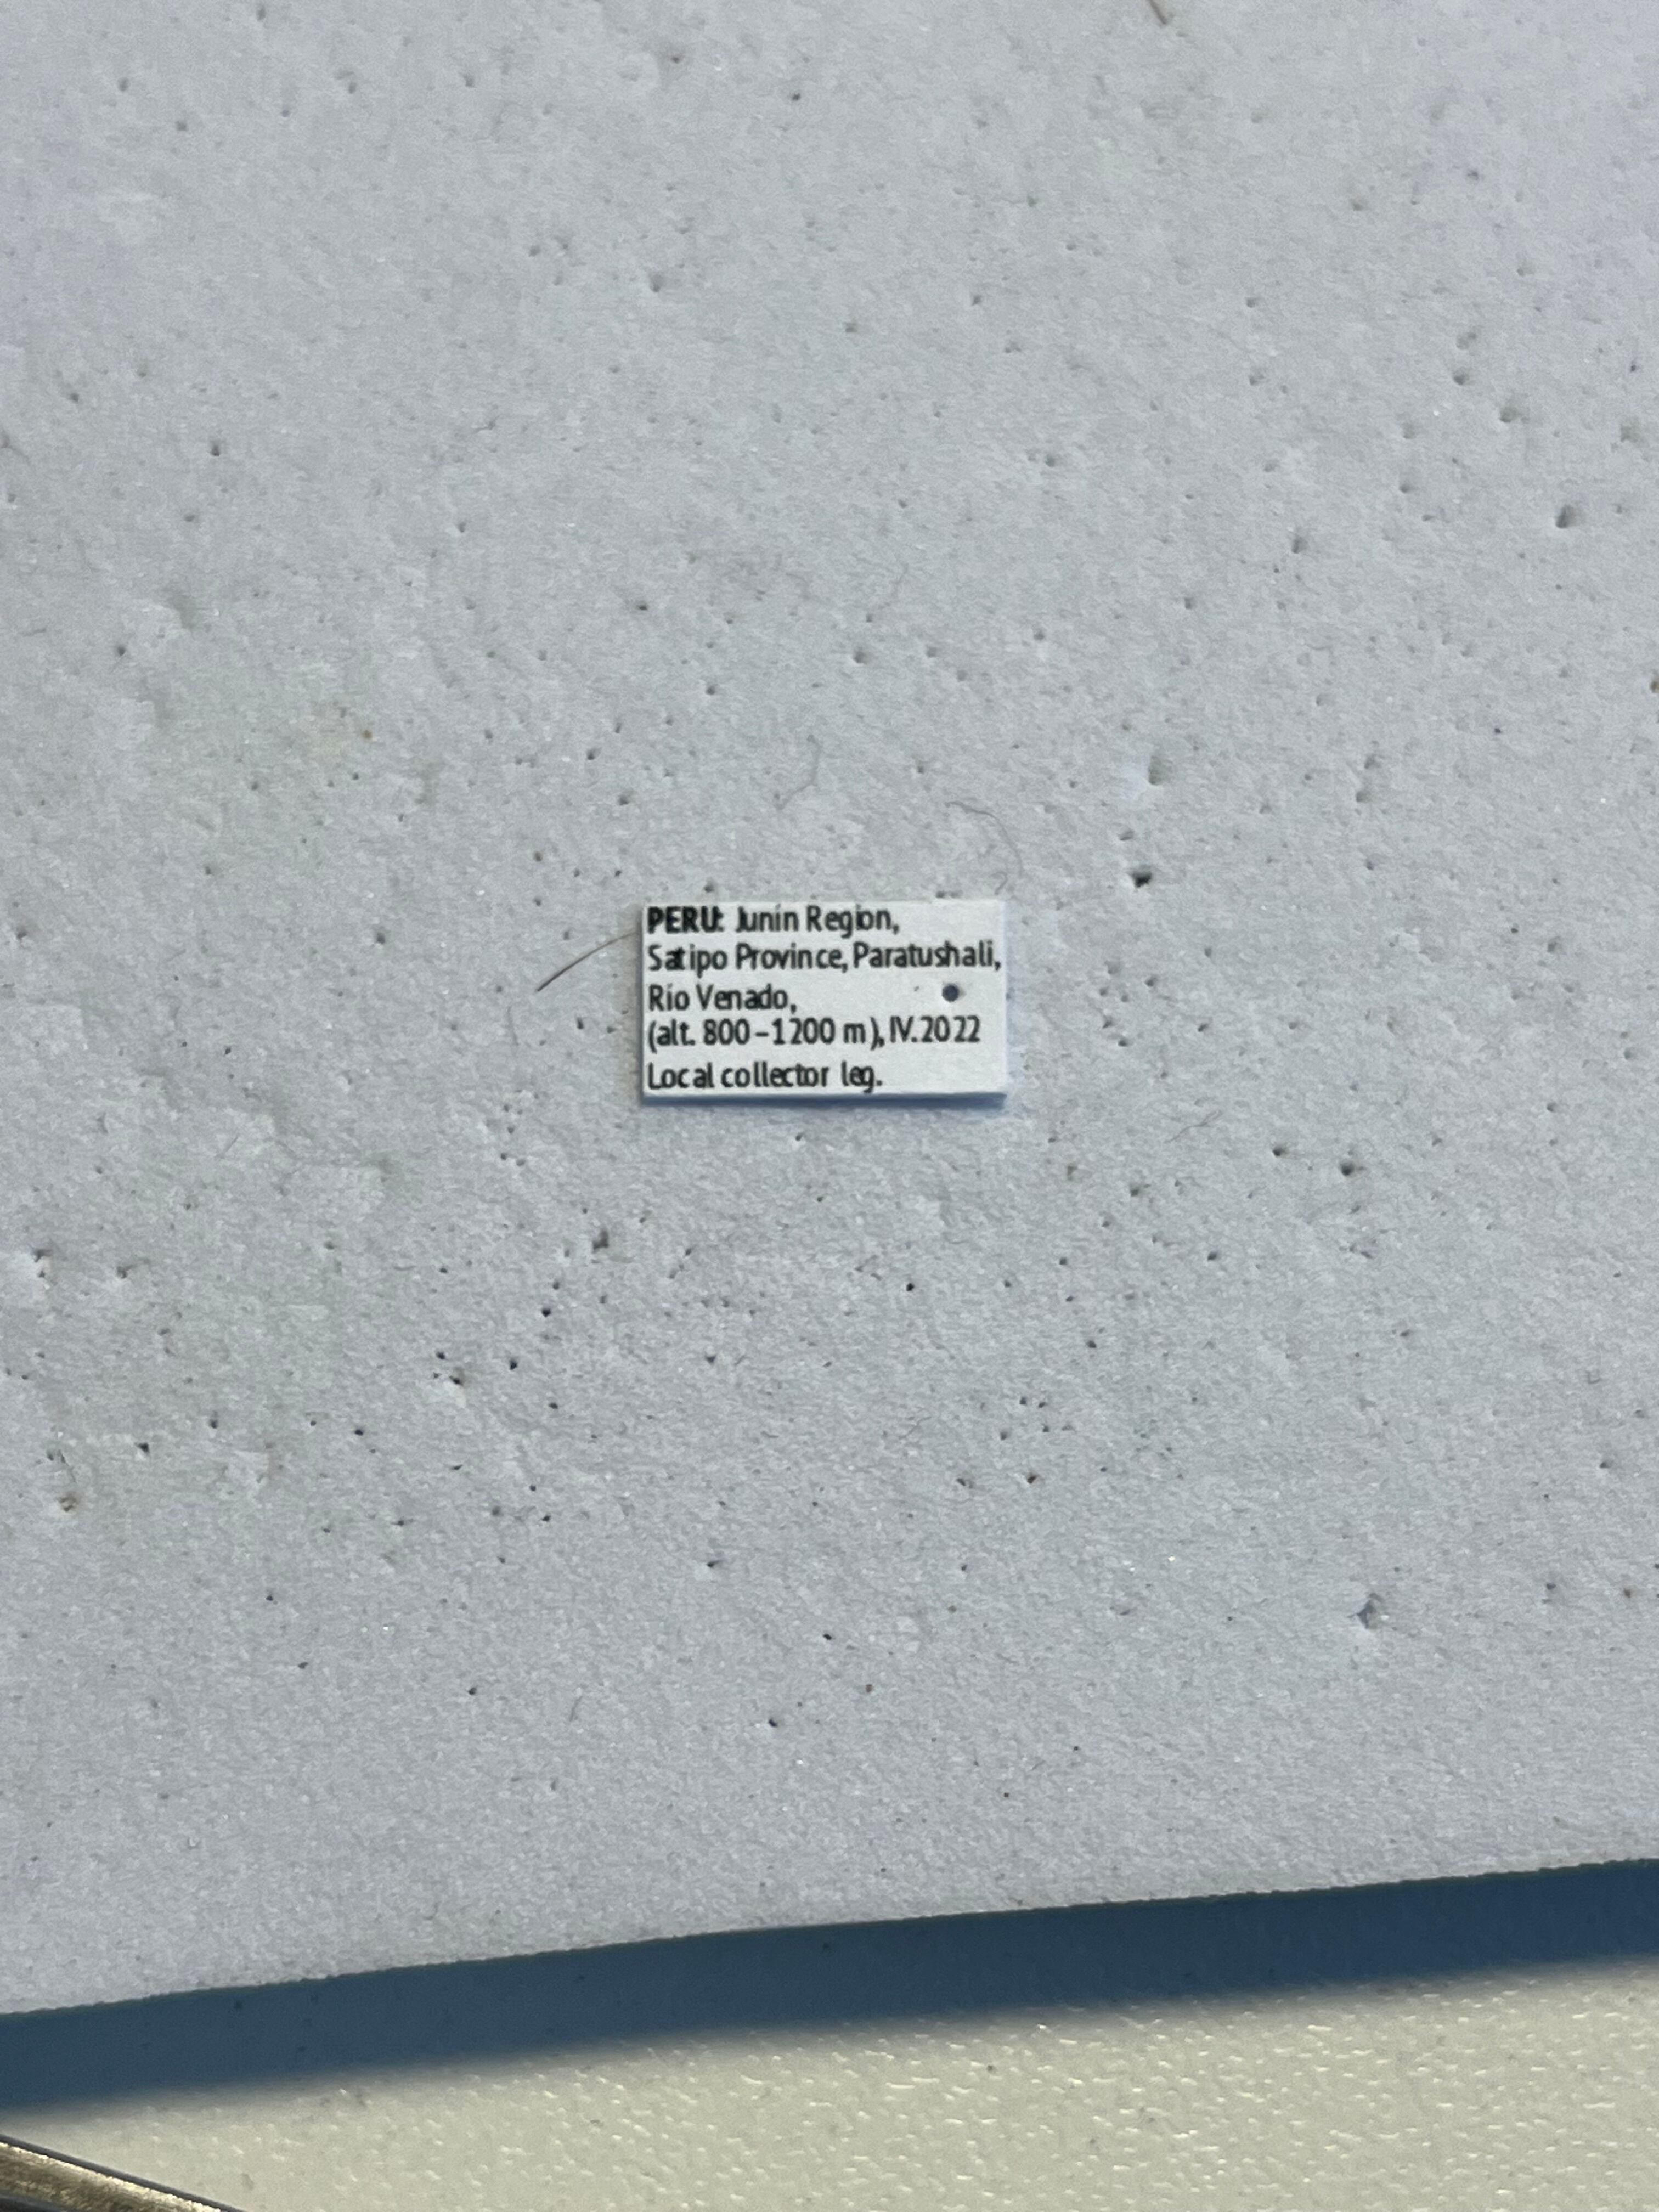 PERU: Junín Region,
Satipo Province, Paratushali,
Río Venado,
(alt. 800–1200 m), IV.2022
Local collector leg.